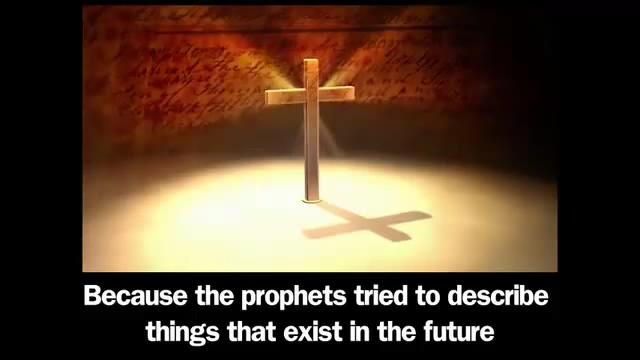 Because the prophets tried to describe
things that exist in the future